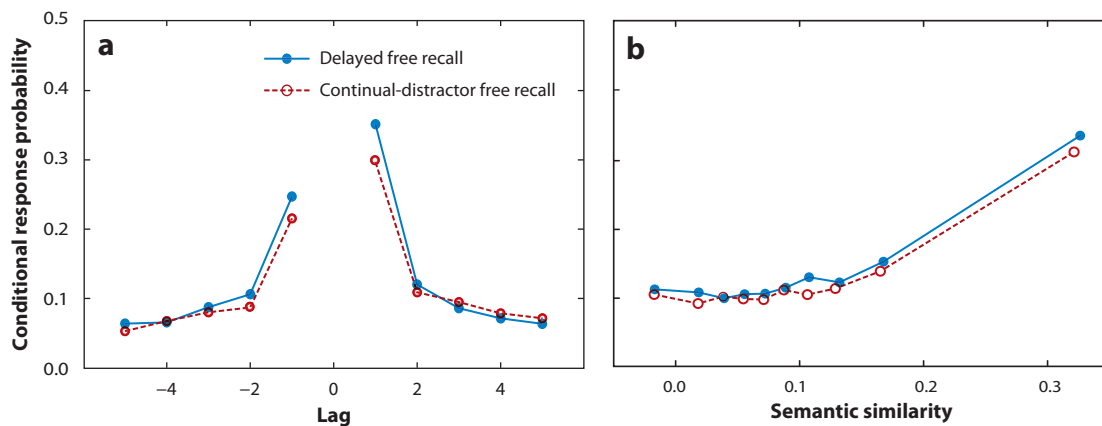 a
b
Delayed free recall
Continual-distractor free recall
Conditional response probability
0.5
0.4
0.3
0.2
0.1
0.0
−4
−2
0
2
4
Lag
0.0
0.1
0.2
0.3
Semantic similarity